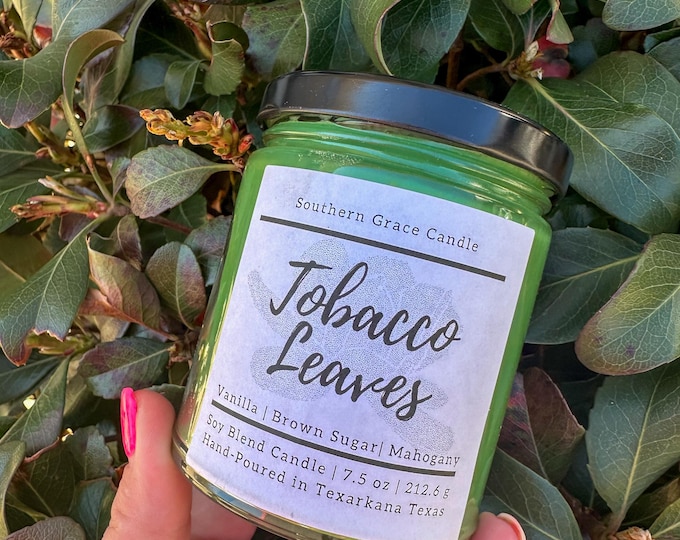 Southern Grace Candle
Tobacco
Leaves
Vanilla | Brown Sugar| Mahogany
Soy Blend Candle | 7.5 oz | 212.6 g
Hand-Poured in Texarkana Texas